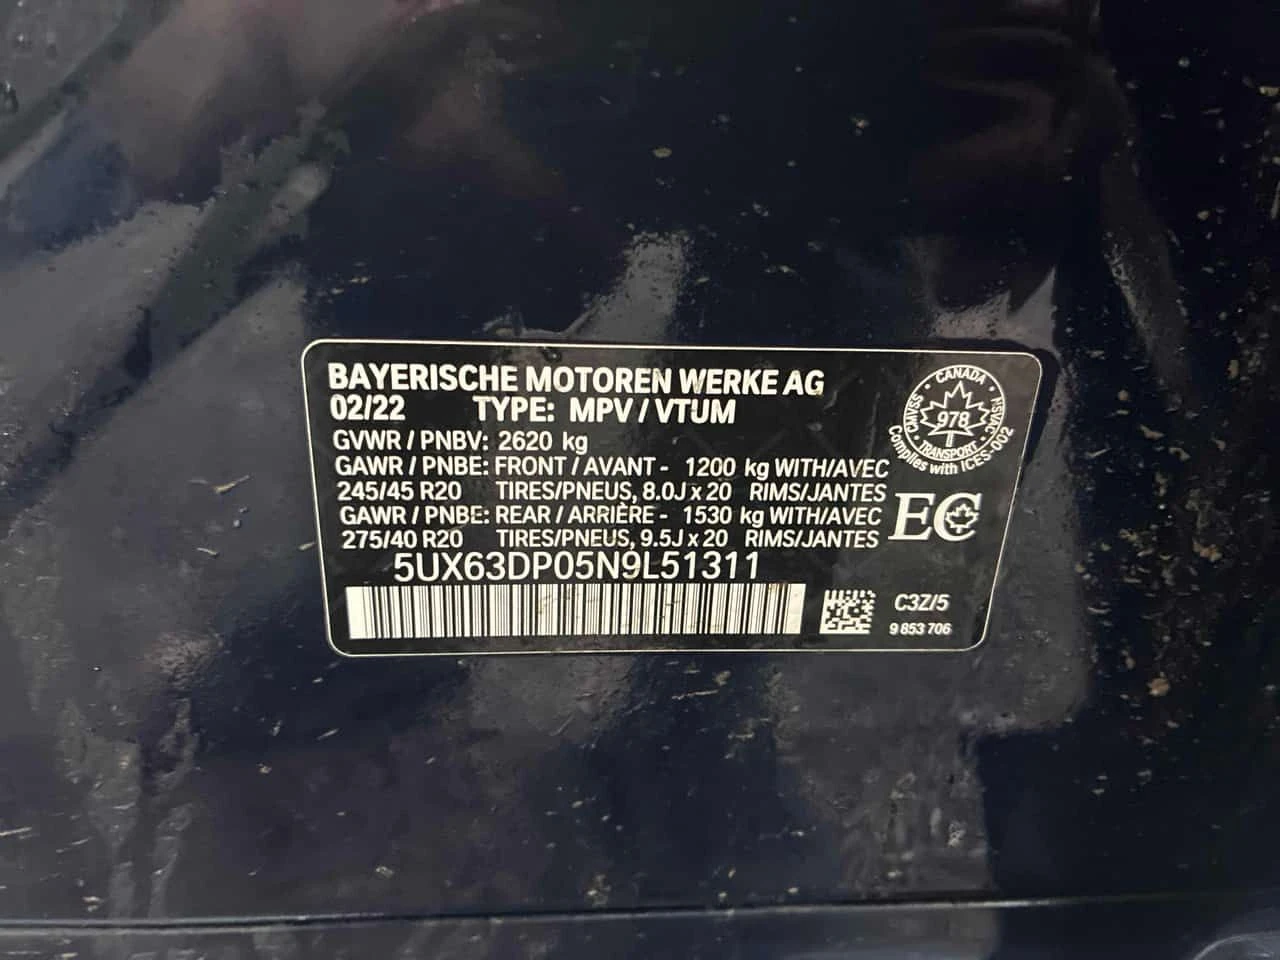 BAYERISCHE MOTOREN WERKE AG
02/22 TYPE: MPV / VTUM
GVWR / PNBV: 2620 kg
GAWR / PNBE: FRONT / AVANT - 1200 kg WITH/AVEC
245/45 R20 TIRES/PNEUS, 8.0J x 20 RIMS/JANTES
GAWR / PNBE: REAR / ARRIÈRE - 1530 kg WITH/AVEC
275/40 R20 TIRES/PNEUS, 9.5J x 20 RIMS/JANTES
5UX63DP05N9L51311
CANADA
CMVSS
978
NSVAC
TRANSPORT
Complies with ICES-002
EC
C3Z/5
9 853 706